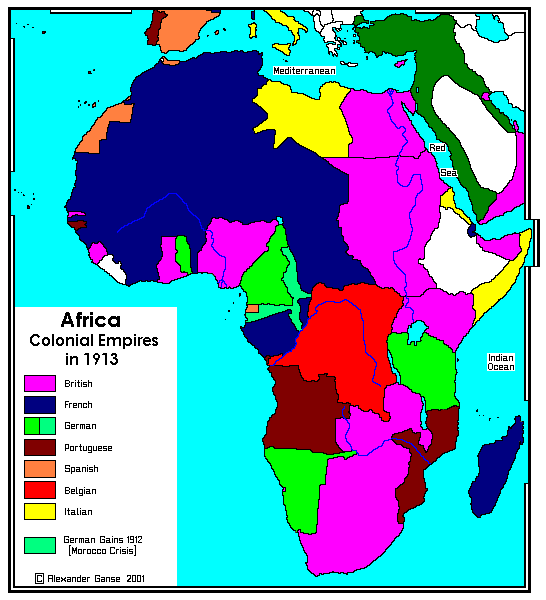 Mediterranean
Red
Sea
Indian
Ocean
Africa
Colonial Empires
in 1913
British
French
German
Portuguese
Spanish
Belgian
Italian
German Gains 1912
(Morocco Crisis)
© Alexander Ganse 2001